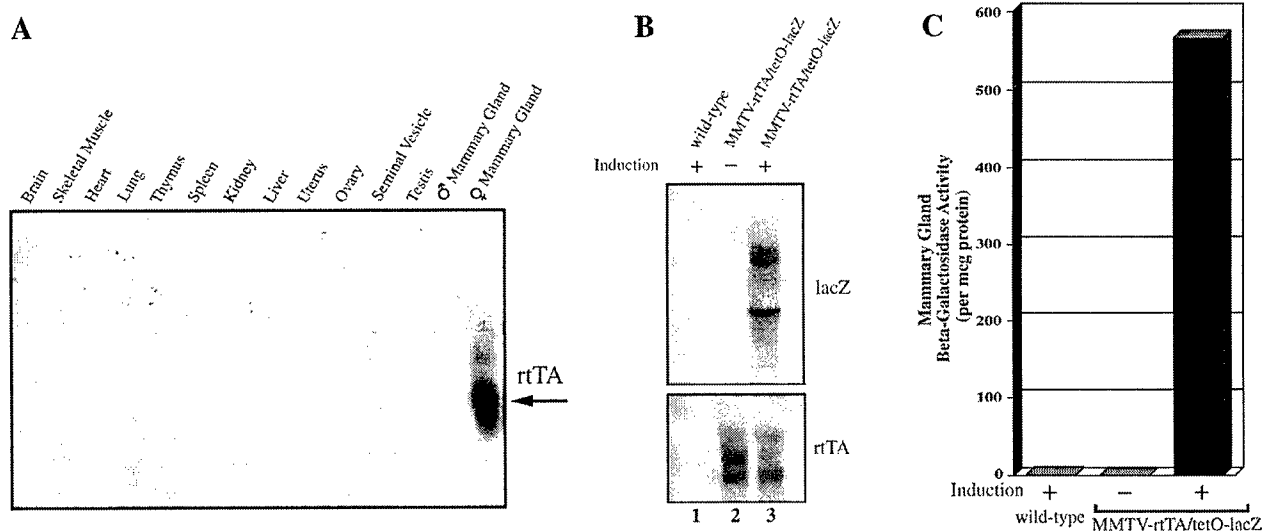 A
Brain
Skeletal Muscle
Heart
Lung
Thymus
Spleen
Kidney
Liver
Uterus
Ovary
Seminal Vesicle
Testis
♂ Mammary Gland
♀ Mammary Gland
rtTA
B
wild-type
MMTV-rtTA/tetO-lacZ
MMTV-rtTA/tetO-lacZ
Induction + − +
lacZ
rtTA
1 2 3
C
Mammary Gland
Beta-Galactosidase Activity
(per mcg protein)
600
500
400
300
200
100
0
Induction + − +
wild-type MMTV-rtTA/tetO-lacZ